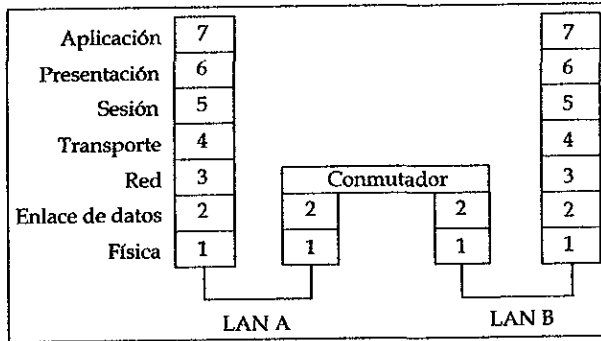 Aplicación 7 7
Presentación 6 6
Sesión 5 5
Transporte 4 4
Red 3 Conmutador 3
Enlace de datos 2 2 2 2
Física 1 1 1 1
LAN A LAN B